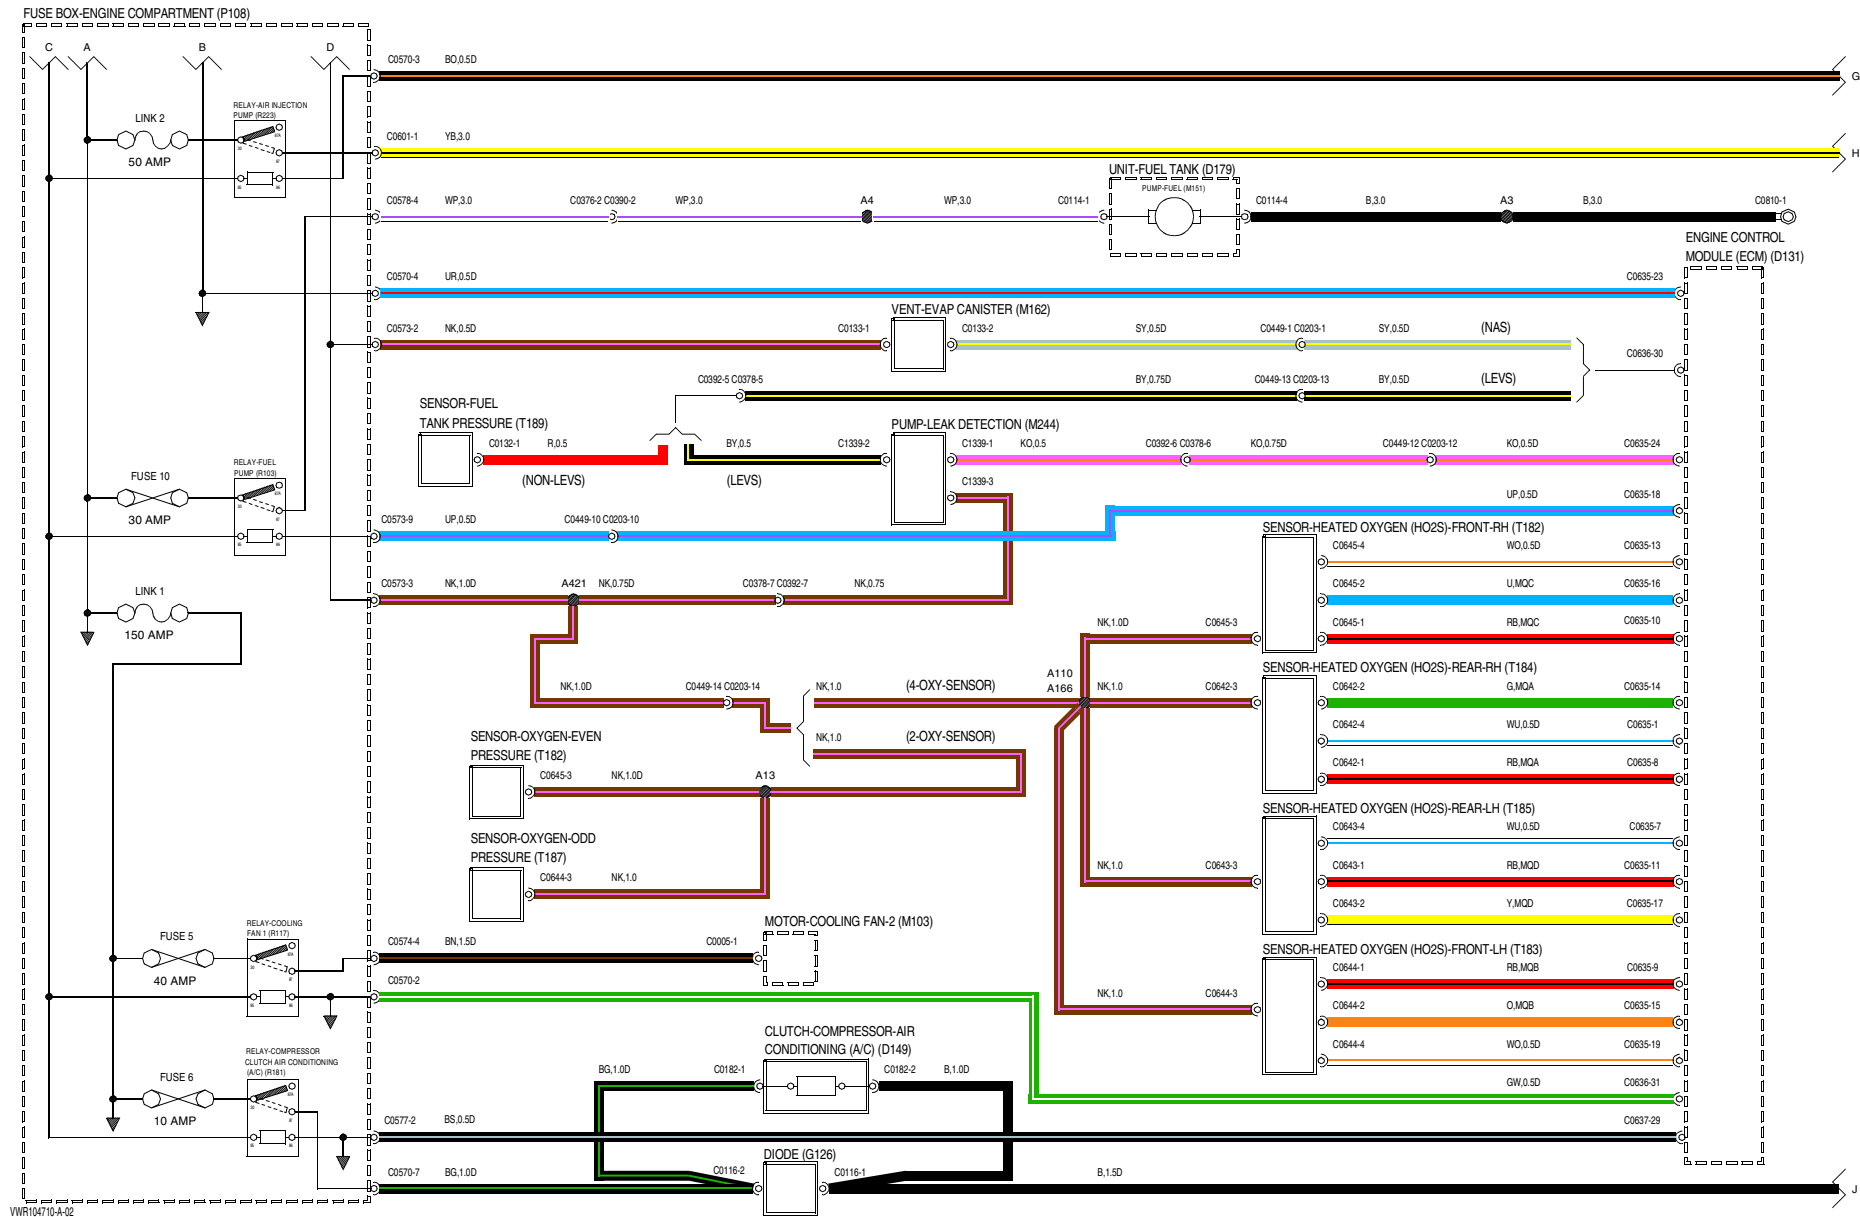 FUSE BOX-ENGINE COMPARTMENT (P108)
C A B D
C0570-3 BO,0.5D
G
LINK 2
50 AMP
RELAY-AIR INJECTION
PUMP (R223)
C0601-1 YB,3.0
H
UNIT-FUEL TANK (D179)
PUMP-FUEL (M151)
C0578-4 WP,3.0 C0376-2 C0390-2 WP,3.0 A4 WP,3.0 C0114-1 C0114-4 B,3.0 A3 B,3.0 C0810-1
ENGINE CONTROL
MODULE (ECM) (D131)
C0570-4 UR,0.5D C0635-23
VENT-EVAP CANISTER (M162)
C0573-2 NK,0.5D C0133-1 C0133-2 SY,0.5D C0449-1 C0203-1 SY,0.5D (NAS)
C0636-30
C0392-5 C0378-5 BY,0.75D C0449-13 C0203-13 BY,0.5D (LEVS)
SENSOR-FUEL
TANK PRESSURE (T189)
PUMP-LEAK DETECTION (M244)
C0132-1 R,0.5 BY,0.5 C1339-2 C1339-1 KO,0.5 C0392-6 C0378-6 KO,0.75D C0449-12 C0203-12 KO,0.5D C0635-24
(NON-LEVS) (LEVS) C1339-3
RELAY-FUEL
PUMP (R103)
FUSE 10
30 AMP
UP,0.5D C0635-18
C0573-9 UP,0.5D C0449-10 C0203-10
SENSOR-HEATED OXYGEN (HO2S)-FRONT-RH (T182)
C0645-4 WO,0.5D C0635-13
C0645-2 U,MQC C0635-16
C0645-1 RB,MQC C0635-10
LINK 1
150 AMP
C0573-3 NK,1.0D A421 NK,0.75D C0378-7 C0392-7 NK,0.75
NK,1.0D C0645-3
A110
A166
NK,1.0D C0449-14 C0203-14 NK,1.0 (4-OXY-SENSOR) NK,1.0 C0642-3
NK,1.0 (2-OXY-SENSOR)
SENSOR-HEATED OXYGEN (HO2S)-REAR-RH (T184)
C0642-2 G,MQA C0635-14
C0642-4 WU,0.5D C0635-1
C0642-1 RB,MQA C0635-8
SENSOR-OXYGEN-EVEN
PRESSURE (T182)
C0645-3 NK,1.0D A13
SENSOR-OXYGEN-ODD
PRESSURE (T187)
C0644-3 NK,1.0
SENSOR-HEATED OXYGEN (HO2S)-REAR-LH (T185)
C0643-4 WU,0.5D C0635-7
NK,1.0 C0643-3 C0643-1 RB,MQD C0635-11
C0643-2 Y,MQD C0635-17
RELAY-COOLING
FAN 1 (R117)
FUSE 5
40 AMP
MOTOR-COOLING FAN-2 (M103)
C0574-4 BN,1.5D C0005-1
C0570-2
SENSOR-HEATED OXYGEN (HO2S)-FRONT-LH (T183)
C0644-1 RB,MQB C0635-9
NK,1.0 C0644-3 C0644-2 O,MQB C0635-15
C0644-4 WO,0.5D C0635-19
GW,0.5D C0636-31
RELAY-COMPRESSOR
CLUTCH AIR CONDITIONING
(A/C) (R181)
FUSE 6
10 AMP
CLUTCH-COMPRESSOR-AIR
CONDITIONING (A/C) (D149)
BG,1.0D C0182-1 C0182-2 B,1.0D
C0577-2 BS,0.5D C0637-29
DIODE (G126)
C0570-7 BG,1.0D C0116-2 C0116-1 B,1.5D
J
VWR104710-A-02